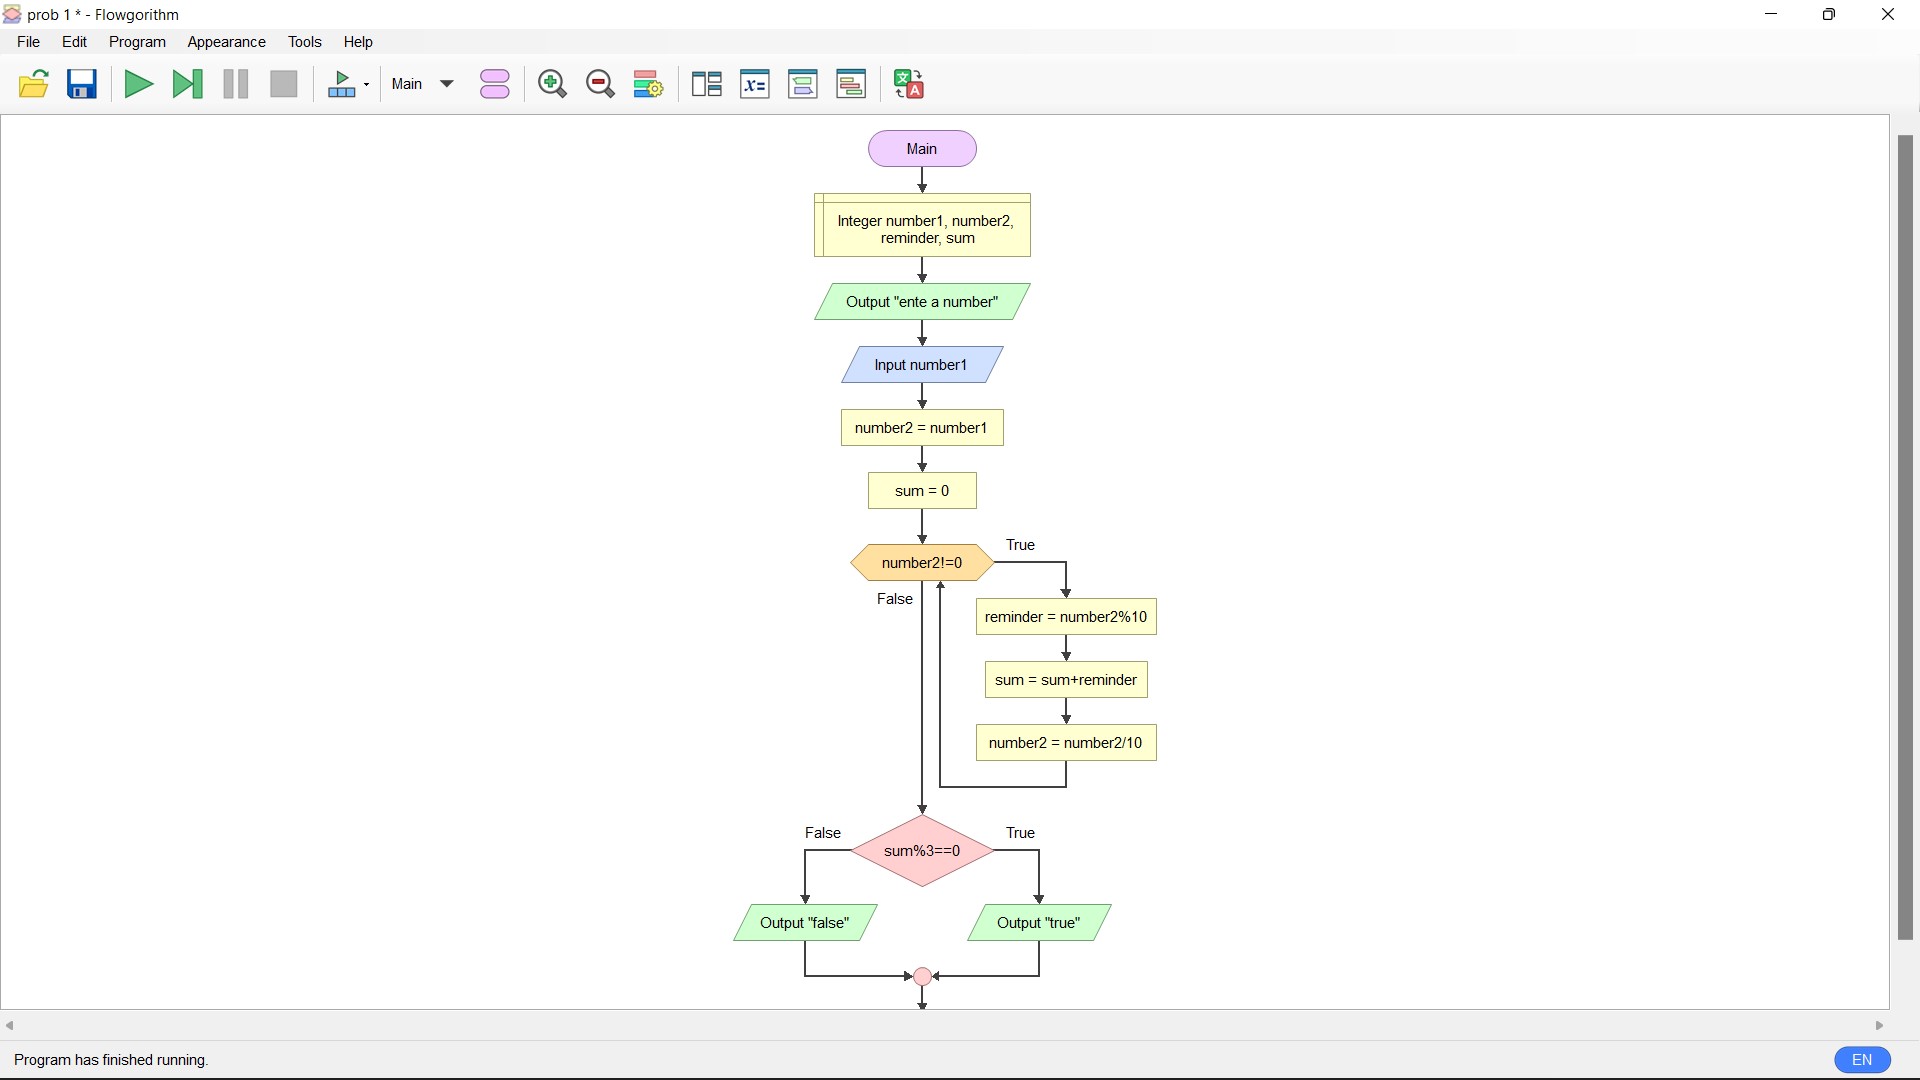 prob 1 * - Flowgorithm
File Edit Program Appearance Tools Help
Main
Main
Integer number1, number2,
reminder, sum
Output "ente a number"
Input number1
number2 = number1
sum = 0
number2!=0
True
False
reminder = number2%10
sum = sum+reminder
number2 = number2/10
False
True
sum%3==0
Output "false"
Output "true"
Program has finished running.
EN